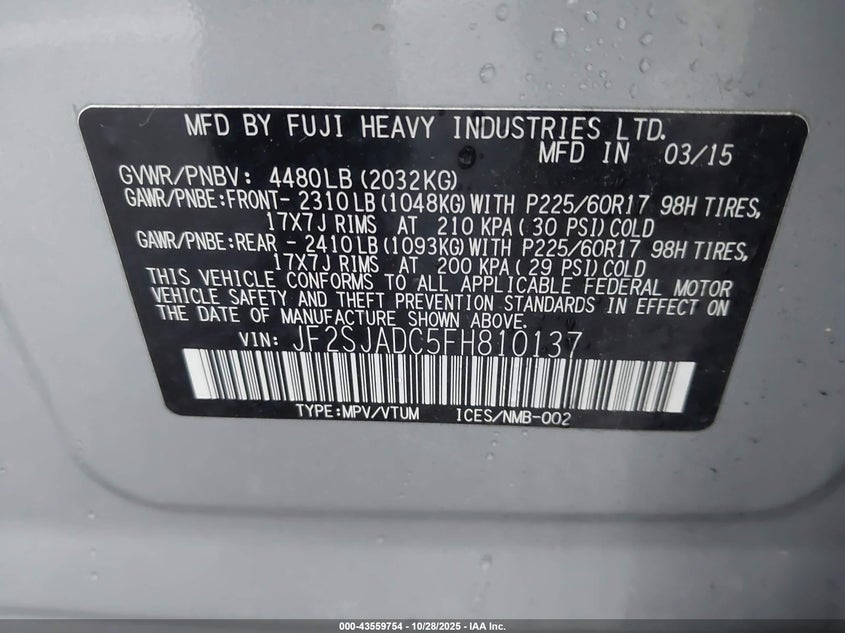 MFD BY FUJI HEAVY INDUSTRIES LTD.
MFD IN 03/15
GVWR/PNBV: 4480LB (2032KG)
GAWR/PNBE:FRONT- 2310LB (1048KG) WITH P225/60R17 98H TIRES,
17X7J RIMS AT 210 KPA ( 30 PSI) COLD
GAWR/PNBE:REAR - 2410LB (1093KG) WITH P225/60R17 98H TIRES,
17X7J RIMS AT 200 KPA ( 29 PSI) COLD
THIS VEHICLE CONFORMS TO ALL APPLICABLE FEDERAL MOTOR
VEHICLE SAFETY AND THEFT PREVENTION STANDARDS IN EFFECT ON
THE DATE OF MANUFACTURE SHOWN ABOVE.
VIN: JF2SJADC5FH810137
TYPE:MPV/VTUM ICES/NMB-002
000-43559754 | 10/28/2025 - IAA Inc.